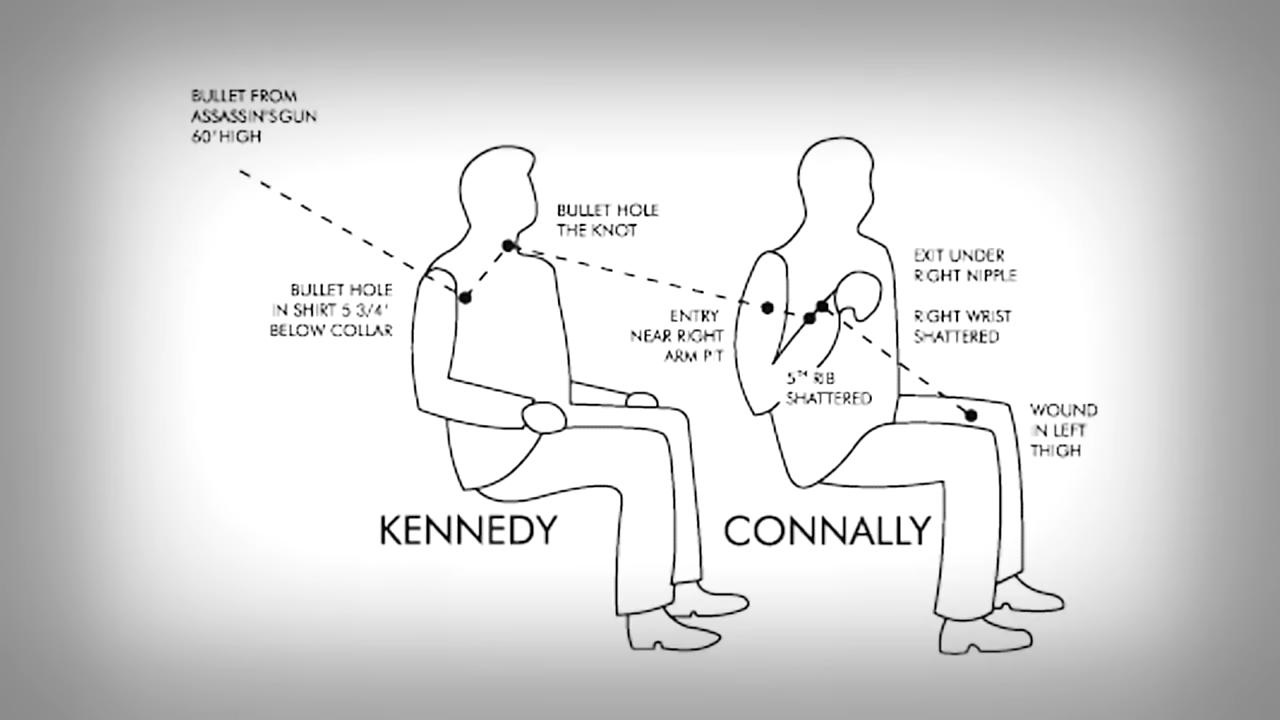 BULLET FROM
ASSASSIN'S GUN
60' HIGH
BULLET HOLE
THE KNOT
BULLET HOLE
IN SHIRT 5 3/4"
BELOW COLLAR
EXIT UNDER
RIGHT NIPPLE
ENTRY
NEAR RIGHT
ARM PIT
RIGHT WRIST
SHATTERED
5TH RIB
SHATTERED
WOUND
IN LEFT
THIGH
KENNEDY
CONNALLY